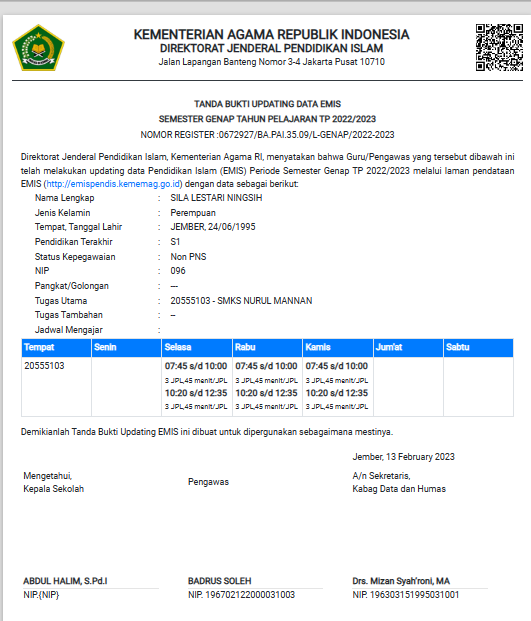 KEMENTERIAN AGAMA REPUBLIK INDONESIA
DIREKTORAT JENDERAL PENDIDIKAN ISLAM
Jalan Lapangan Banteng Nomor 3-4 Jakarta Pusat 10710
TANDA BUKTI UPDATING DATA EMIS
SEMESTER GENAP TAHUN PELAJARAN TP 2022/2023
NOMOR REGISTER :0672927/BA.PAI.35.09/L-GENAP/2022-2023
Direktorat Jenderal Pendidikan Islam, Kementerian Agama RI, menyatakan bahwa Guru/Pengawas yang tersebut dibawah ini
telah melakukan updating data Pendidikan Islam (EMIS) Periode Semester Genap TP 2022/2023 melalui laman pendataan
EMIS (http://emispendis.kememag.go.id) dengan data sebagai berikut:
Nama Lengkap : SILA LESTARI NINGSIH
Jenis Kelamin : Perempuan
Tempat, Tanggal Lahir : JEMBER, 24/06/1995
Pendidikan Terakhir : S1
Status Kepegawaian : Non PNS
NIP : 096
Pangkat/Golongan : ---
Tugas Utama : 20555103 - SMKS NURUL MANNAN
Tugas Tambahan : --
Jadwal Mengajar :
Tempat Senin Selasa Rabu Kamis Jum'at Sabtu
20555103 07:45 s/d 10:00 07:45 s/d 10:00 07:45 s/d 10:00
3 JPL,45 menit/JPL 3 JPL,45 menit/JPL 3 JPL,45 menit/JPL
10:20 s/d 12:35 10:20 s/d 12:35 10:20 s/d 12:35
3 JPL,45 menit/JPL 3 JPL,45 menit/JPL 3 JPL,45 menit/JPL
Demikianlah Tanda Bukti Updating EMIS ini dibuat untuk dipergunakan sebagaimana mestinya.
Jember, 13 February 2023
Mengetahui, Pengawas A/n Sekretaris,
Kepala Sekolah Kabag Data dan Humas
ABDUL HALIM, S.Pd.I BADRUS SOLEH Drs. Mizan Syah'roni, MA
NIP.{NIP} NIP. 196702122000031003 NIP. 196303151995031001